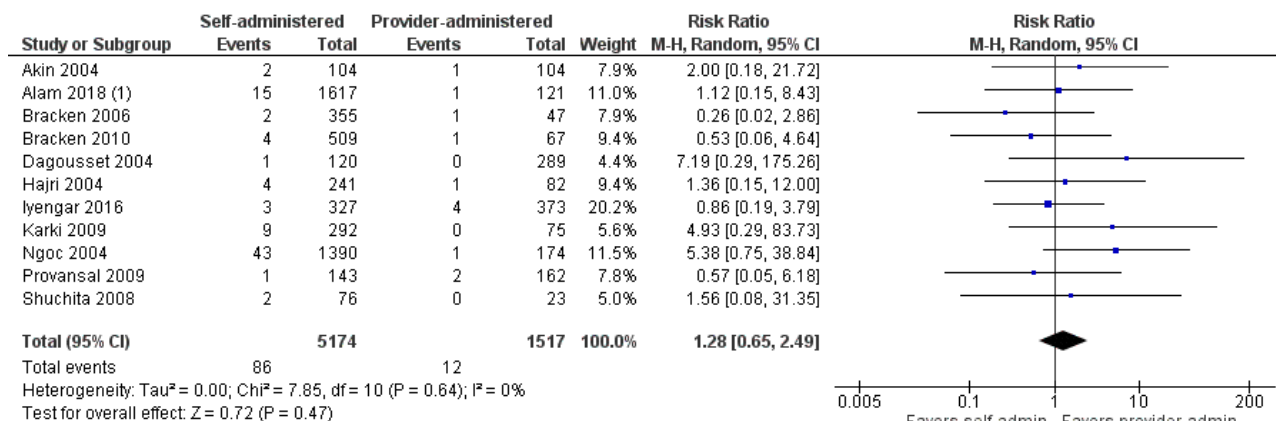 Self-administered Provider-administered Risk Ratio Risk Ratio
Study or Subgroup Events Total Events Total Weight M-H, Random, 95% CI M-H, Random, 95% CI
Akin 2004 2 104 1 104 7.9% 2.00 [0.18, 21.72]
Alam 2018 (1) 15 1617 1 121 11.0% 1.12 [0.15, 8.43]
Bracken 2006 2 355 1 47 7.9% 0.26 [0.02, 2.86]
Bracken 2010 4 509 1 67 9.4% 0.53 [0.06, 4.64]
Dagousset 2004 1 120 0 289 4.4% 7.19 [0.29, 175.26]
Hajri 2004 4 241 1 82 9.4% 1.36 [0.15, 12.00]
Iyengar 2016 3 327 4 373 20.2% 0.86 [0.19, 3.79]
Karki 2009 9 292 0 75 5.6% 4.93 [0.29, 83.73]
Ngoc 2004 43 1390 1 174 11.5% 5.38 [0.75, 38.84]
Provansal 2009 1 143 2 162 7.8% 0.57 [0.05, 6.18]
Shuchita 2008 2 76 0 23 5.0% 1.56 [0.08, 31.35]
Total (95% CI) 5174 1517 100.0% 1.28 [0.65, 2.49]
Total events 86 12
Heterogeneity: Tau² = 0.00; Chi² = 7.85, df = 10 (P = 0.64); I² = 0%
Test for overall effect: Z = 0.72 (P = 0.47)
0.005 0.1 1 10 200
Favors self-admin Favors provider-admin